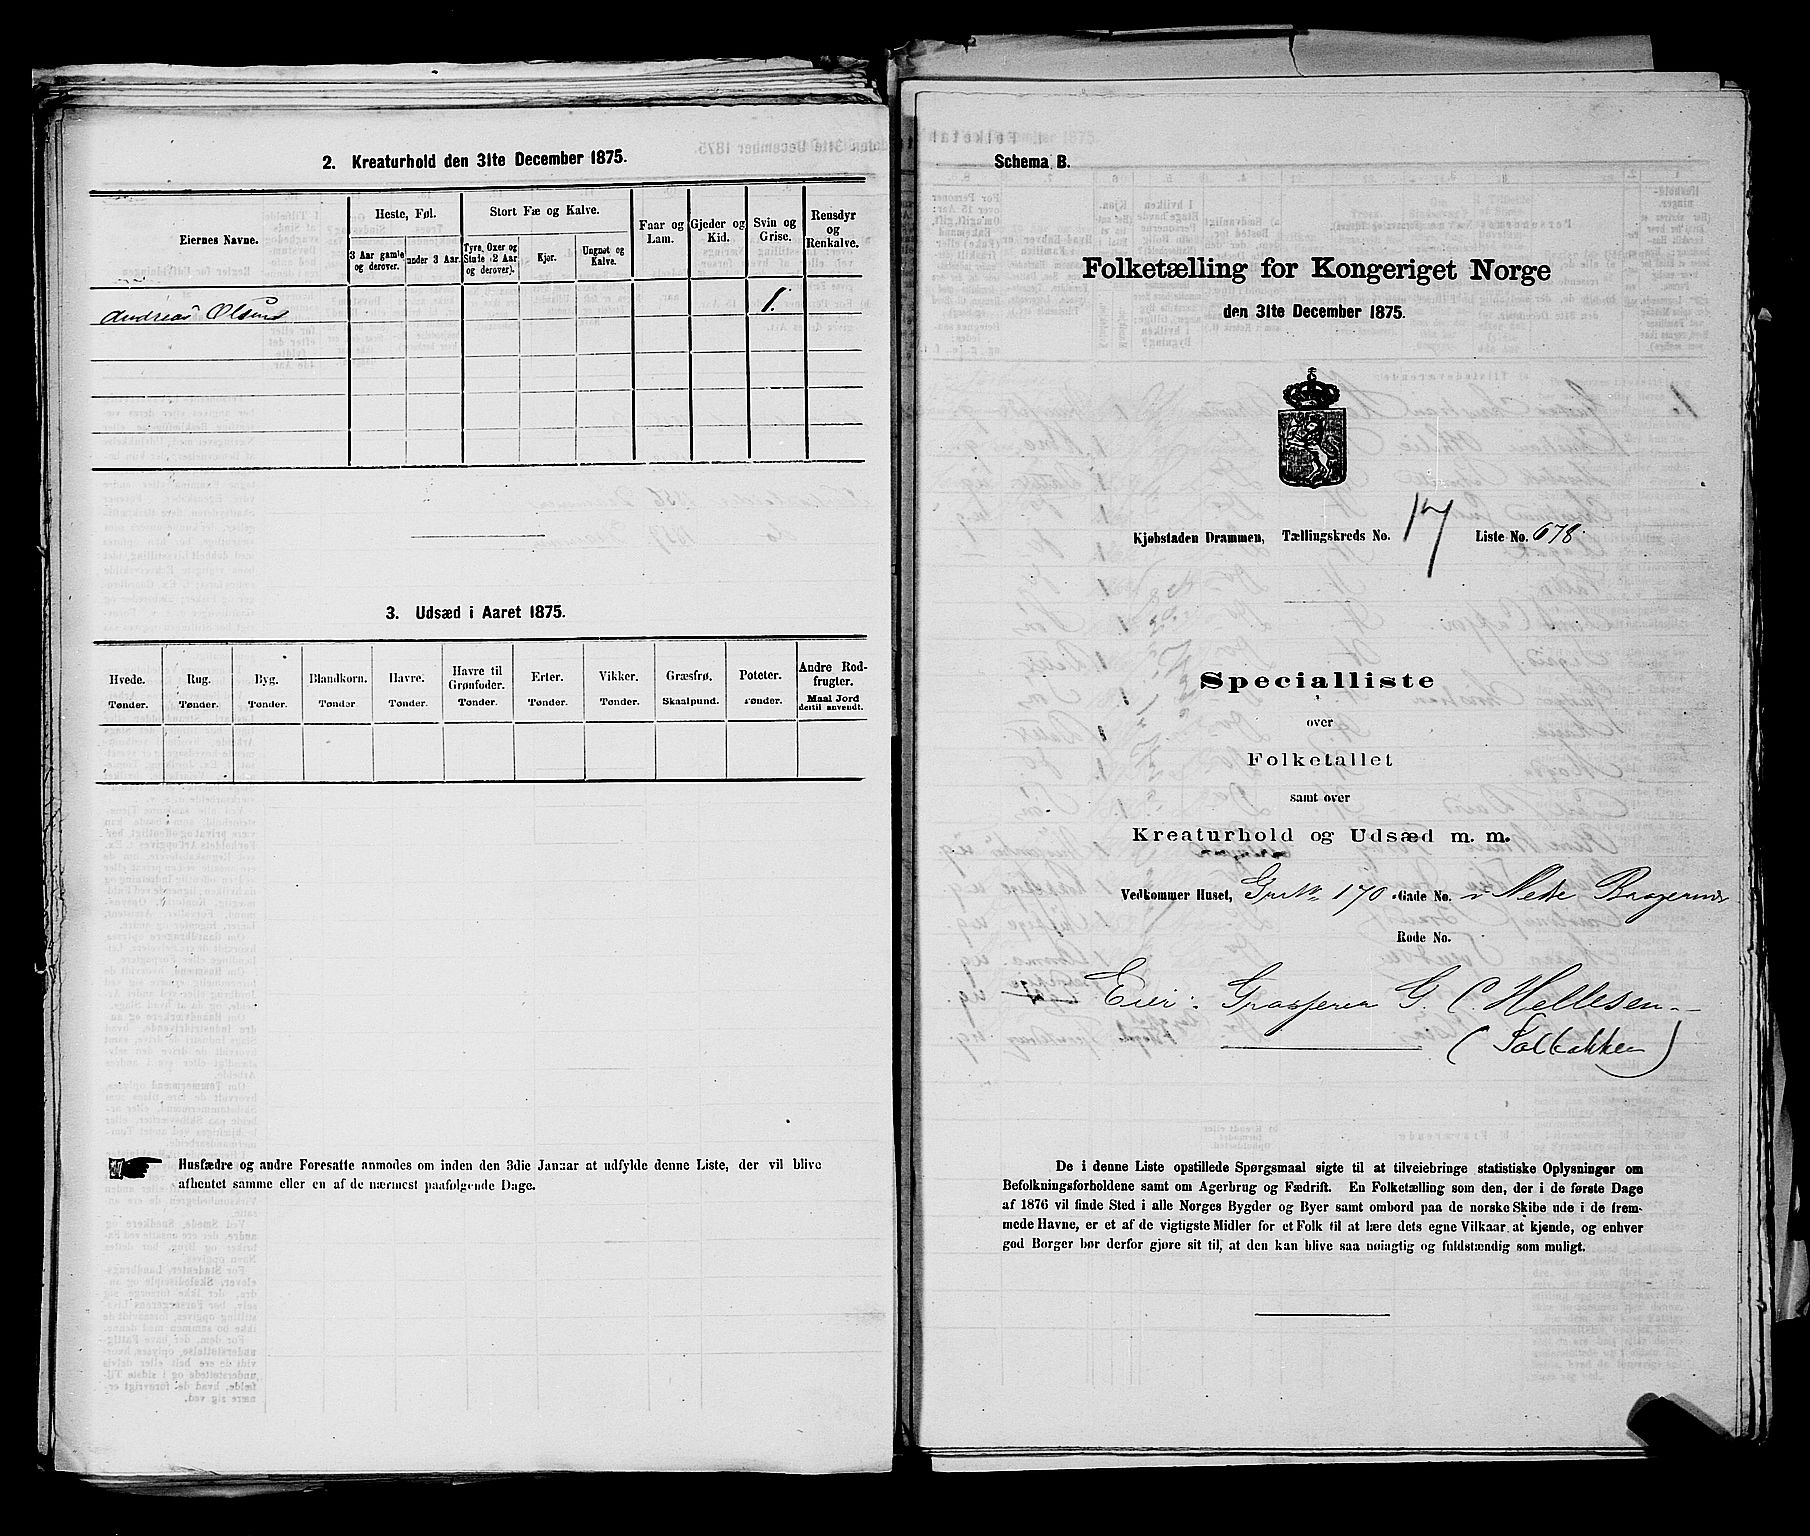 2. Kreaturhold den 31te December 1875.
Eiernes Navne.
Heste, Føl.
3 Aar gamle og derover.
under 3 Aar.
Stort Fæ og Kalve.
Tyre, Oxer og Stude (2 Aar og derover).
Kjør.
Ungnøt og Kalve.
Faar og Lam.
Gjeder og Kid.
Svin og Grise.
Rensdyr og Renkalve.
Andreas Olsen 1.
3. Udsæd i Aaret 1875.
Hvede. Rug. Byg. Blandkorn. Havre. Havre til Grønfoder. Erter. Vikker. Græsfrø. Poteter. Andre Rodfrugter.
Tønder. Tønder. Tønder. Tønder Tønder. Tønder. Tønder. Tønder. Skaalpund. Tønder. Maal Jord dertil anvendt.
Husfædre og andre Foresatte anmodes om inden den 3die Januar at udfylde denne Liste, der vil blive
afhentet samme eller en af de nærmest paafølgende Dage.
Schema B.
Folketælling for Kongeriget Norge
den 31te December 1875.
Kjøbstaden Drammen, Tællingskreds No. 17 Liste No. 678.
Specialliste
over
Folketallet
samt over
Kreaturhold og Udsæd m. m.
Vedkommer Huset, 170 Gade No. i Nedre Bragernes
Rode No.
Eier: G. C. Hellesen
(Solbakken)
De i denne Liste opstillede Spørgsmaal sigte til at tilveiebringe statistiske Oplysninger om
Befolkningsforholdene samt om Agerbrug og Fædrift. En Folketælling som den, der i de første Dage
af 1876 vil finde Sted i alle Norges Bygder og Byer samt ombord paa de norske Skibe ude i de frem-
mede Havne, er et af de vigtigste Midler for et Folk til at lære dets egne Vilkaar at kjende, og enhver
god Borger bør derfor gjøre sit til, at den kan blive saa nøiagtig og fuldstændig som muligt.